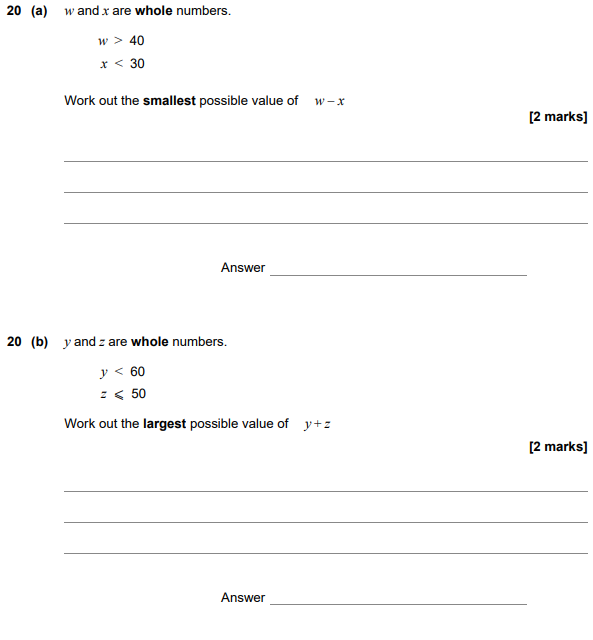 20 (a) w and x are whole numbers.
w > 40
x < 30
Work out the smallest possible value of w – x
[2 marks]
Answer
20 (b) y and z are whole numbers.
y < 60
z ⩽ 50
Work out the largest possible value of y + z
[2 marks]
Answer